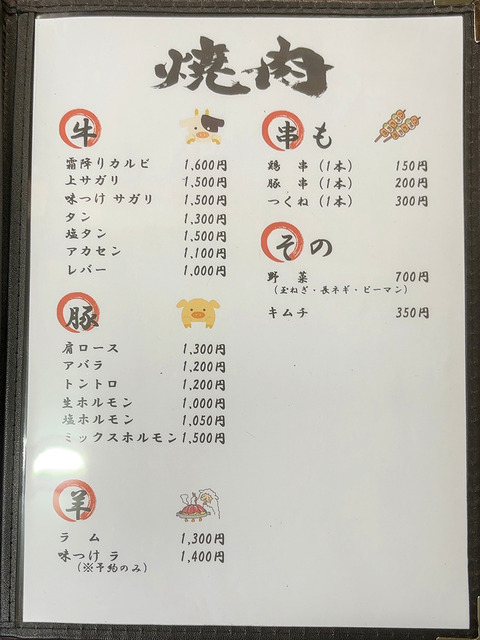 焼肉
牛
霜降りカルビ 1,600円
上サガリ 1,500円
味つけ サガリ 1,500円
タン 1,300円
塩タン 1,500円
アカセン 1,100円
レバー 1,000円
豚
肩ロース 1,300円
アバラ 1,200円
トントロ 1,200円
生ホルモン 1,000円
塩ホルモン 1,050円
ミックスホルモン 1,500円
羊
ラ ム 1,300円
味つけ ラ 1,400円
(※予約のみ)
串も
鶏 串 (1本) 150円
豚 串 (1本) 200円
つくね (1本) 300円
その
野 菜 700円
(玉ねぎ・長ネギ・ピーマン)
キムチ 350円